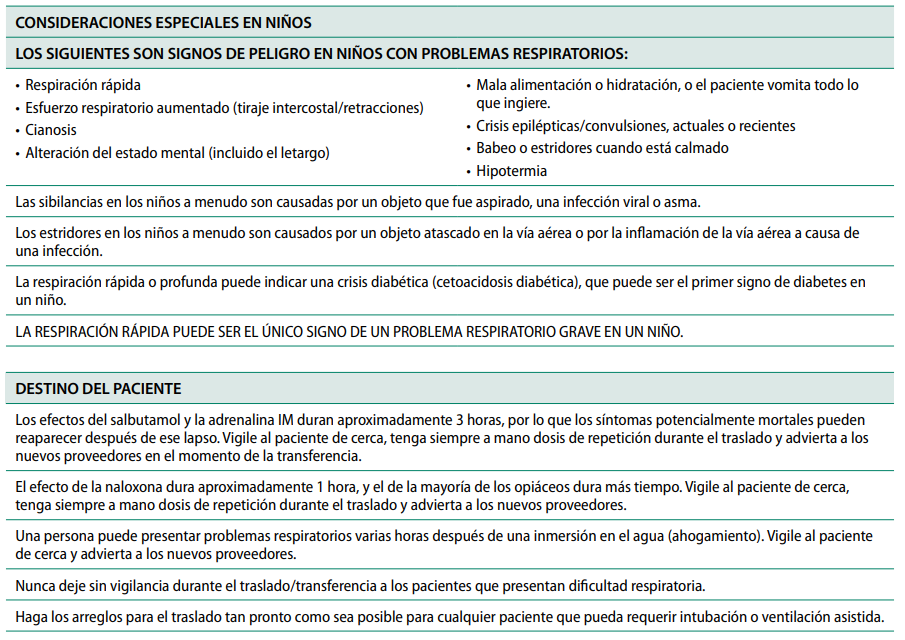 CONSIDERACIONES ESPECIALES EN NIÑOS
LOS SIGUIENTES SON SIGNOS DE PELIGRO EN NIÑOS CON PROBLEMAS RESPIRATORIOS:
• Respiración rápida
• Esfuerzo respiratorio aumentado (tiraje intercostal/retracciones)
• Cianosis
• Alteración del estado mental (incluido el letargo)
• Mala alimentación o hidratación, o el paciente vomita todo lo
que ingiere.
• Crisis epilépticas/convulsiones, actuales o recientes
• Babeo o estridores cuando está calmado
• Hipotermia
Las sibilancias en los niños a menudo son causadas por un objeto que fue aspirado, una infección viral o asma.
Los estridores en los niños a menudo son causados por un objeto atascado en la vía aérea o por la inflamación de la vía aérea a causa de
una infección.
La respiración rápida o profunda puede indicar una crisis diabética (cetoacidosis diabética), que puede ser el primer signo de diabetes en
un niño.
LA RESPIRACIÓN RÁPIDA PUEDE SER EL ÚNICO SIGNO DE UN PROBLEMA RESPIRATORIO GRAVE EN UN NIÑO.
DESTINO DEL PACIENTE
Los efectos del salbutamol y la adrenalina IM duran aproximadamente 3 horas, por lo que los síntomas potencialmente mortales pueden
reaparecer después de ese lapso. Vigile al paciente de cerca, tenga siempre a mano dosis de repetición durante el traslado y advierta a los
nuevos proveedores en el momento de la transferencia.
El efecto de la naloxona dura aproximadamente 1 hora, y el de la mayoría de los opiáceos dura más tiempo. Vigile al paciente de cerca,
tenga siempre a mano dosis de repetición durante el traslado y advierta a los nuevos proveedores.
Una persona puede presentar problemas respiratorios varias horas después de una inmersión en el agua (ahogamiento). Vigile al paciente
de cerca y advierta a los nuevos proveedores.
Nunca deje sin vigilancia durante el traslado/transferencia a los pacientes que presentan dificultad respiratoria.
Haga los arreglos para el traslado tan pronto como sea posible para cualquier paciente que pueda requerir intubación o ventilación asistida.